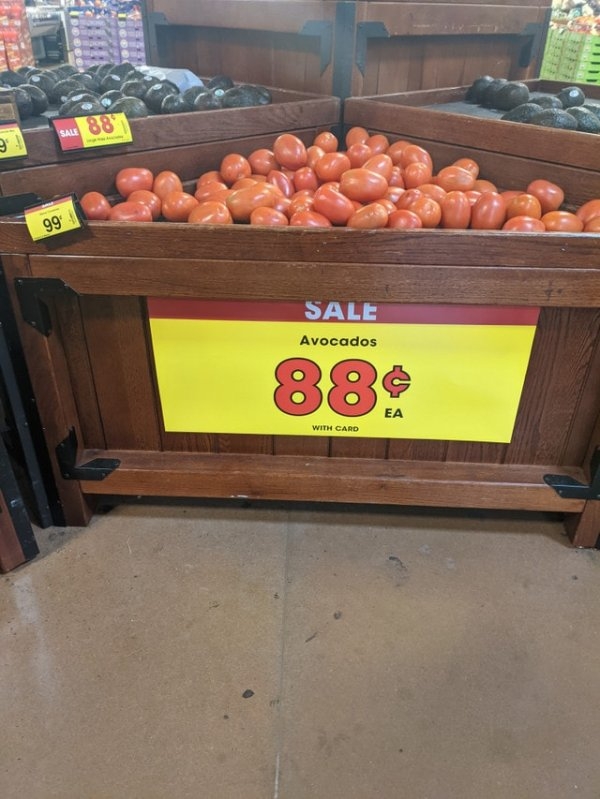 SALE 88¢
99¢
SALE
Avocados
88¢
EA
WITH CARD